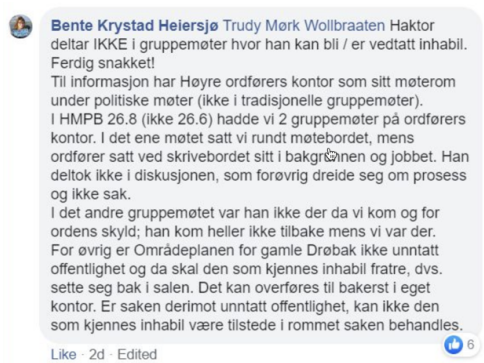 Bente Krystad Heiersjø Trudy Mørk Wollbraaten Haktor
deltar IKKE i gruppemøter hvor han kan bli / er vedtatt inhabil.
Ferdig snakket!
Til informasjon har Høyre ordførers kontor som sitt møterom
under politiske møter (ikke i tradisjonelle gruppemøter).
I HMPB 26.8 (ikke 26.6) hadde vi 2 gruppemøter på ordførers
kontor. I det ene møtet satt vi rundt møtebordet, mens
ordfører satt ved skrivebordet sitt i bakgrunnen og jobbet. Han
deltok ikke i diskusjonen, som forøvrig dreide seg om prosess
og ikke sak.
I det andre gruppemøtet var han ikke der da vi kom og for
ordens skyld; han kom heller ikke tilbake mens vi var der.
For øvrig er Områdeplanen for gamle Drøbak ikke unntatt
offentlighet og da skal den som kjennes inhabil fratre, dvs.
sette seg bak i salen. Det kan overføres til bakerst i eget
kontor. Er saken derimot unntatt offentlighet, kan ikke den
som kjennes inhabil være tilstede i rommet saken behandles.
6
Like · 2d · Edited